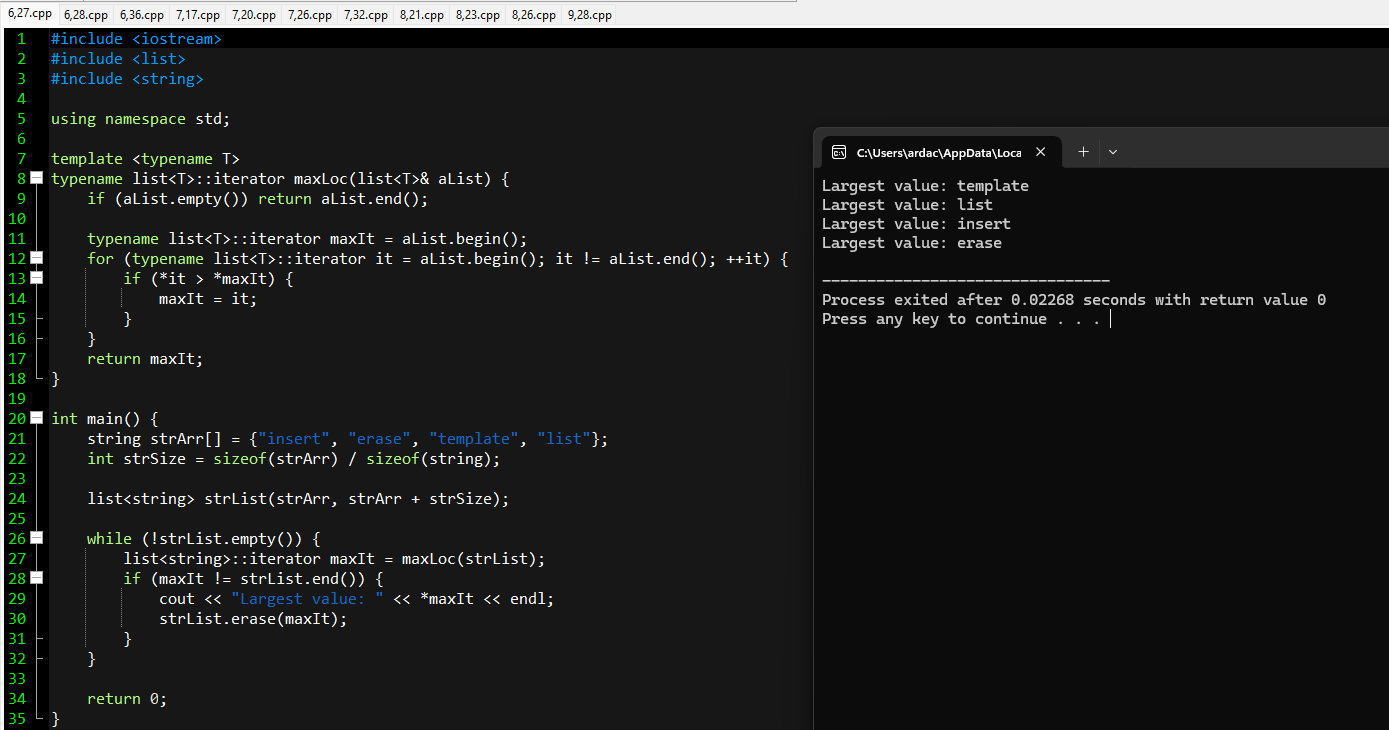 6,27.cpp 6,28.cpp 6,36.cpp 7,17.cpp 7,20.cpp 7,26.cpp 7,32.cpp 8,21.cpp 8,23.cpp 8,26.cpp 9,28.cpp
1 #include <iostream>
2 #include <list>
3 #include <string>
4
5 using namespace std;
6
7 template <typename T>
8 typename list<T>::iterator maxLoc(list<T>& aList) {
9 if (aList.empty()) return aList.end();
10
11 typename list<T>::iterator maxIt = aList.begin();
12 for (typename list<T>::iterator it = aList.begin(); it != aList.end(); ++it) {
13 if (*it > *maxIt) {
14 maxIt = it;
15 }
16 }
17 return maxIt;
18 }
19
20 int main() {
21 string strArr[] = {"insert", "erase", "template", "list"};
22 int strSize = sizeof(strArr) / sizeof(string);
23
24 list<string> strList(strArr, strArr + strSize);
25
26 while (!strList.empty()) {
27 list<string>::iterator maxIt = maxLoc(strList);
28 if (maxIt != strList.end()) {
29 cout << "Largest value: " << *maxIt << endl;
30 strList.erase(maxIt);
31 }
32 }
33
34 return 0;
35 }
C:\Users\ardac\AppData\Loca
Largest value: template
Largest value: list
Largest value: insert
Largest value: erase
--------------------------------
Process exited after 0.02268 seconds with return value 0
Press any key to continue . . .